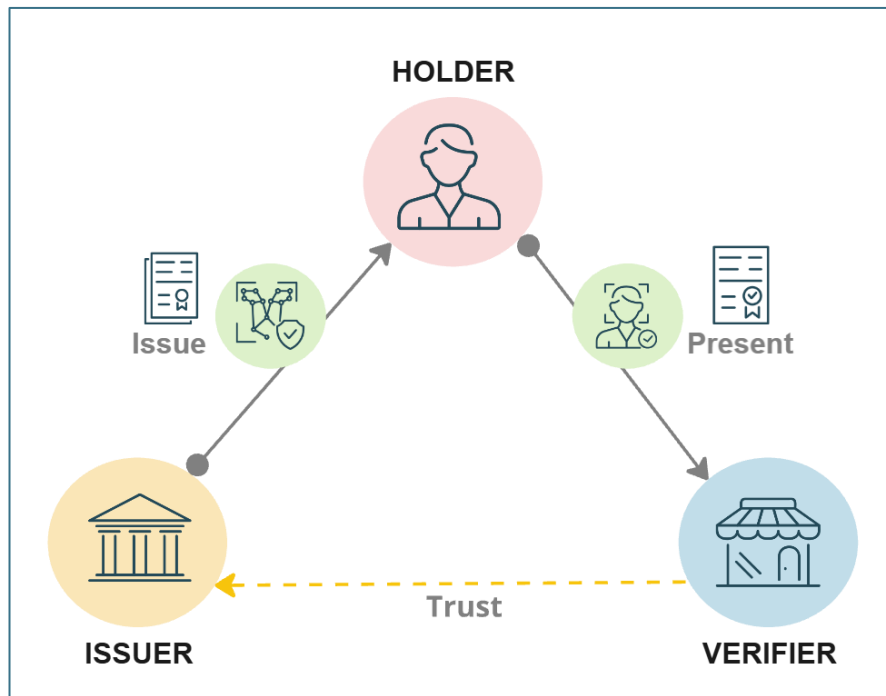 HOLDER
Issue
Present
Trust
ISSUER
VERIFIER